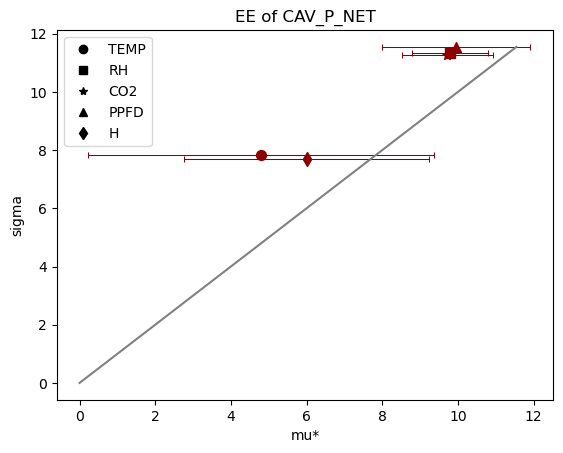 EE of CAV_P_NET
TEMP
RH
CO2
PPFD
H
sigma
12
10
8
6
4
2
0
0 2 4 6 8 10 12
mu*